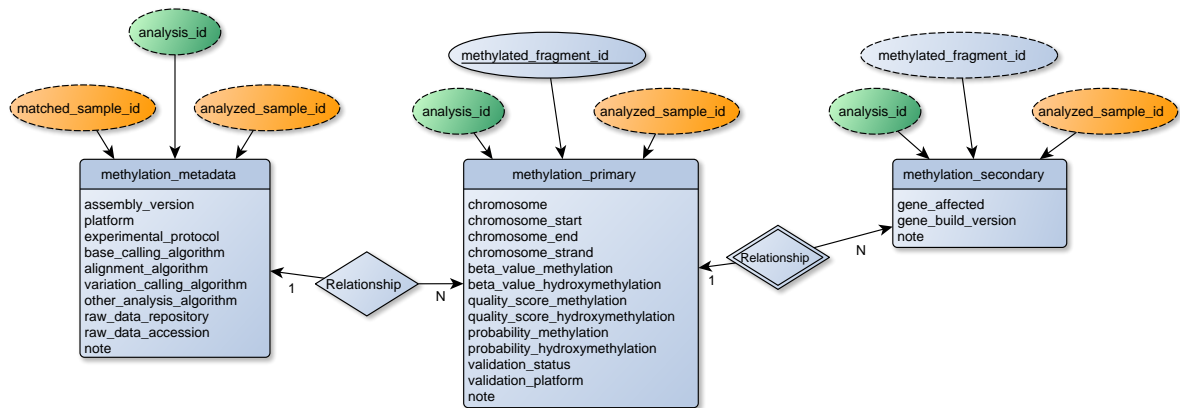 analysis_id
matched_sample_id
analyzed_sample_id
methylation_metadata
assembly_version
platform
experimental_protocol
base_calling_algorithm
alignment_algorithm
variation_calling_algorithm
other_analysis_algorithm
raw_data_repository
raw_data_accession
note
1
Relationship
N
methylated_fragment_id
analysis_id
analyzed_sample_id
methylation_primary
chromosome
chromosome_start
chromosome_end
chromosome_strand
beta_value_methylation
beta_value_hydroxymethylation
quality_score_methylation
quality_score_hydroxymethylation
probability_methylation
probability_hydroxymethylation
validation_status
validation_platform
note
1
Relationship
N
methylated_fragment_id
analysis_id
analyzed_sample_id
methylation_secondary
gene_affected
gene_build_version
note